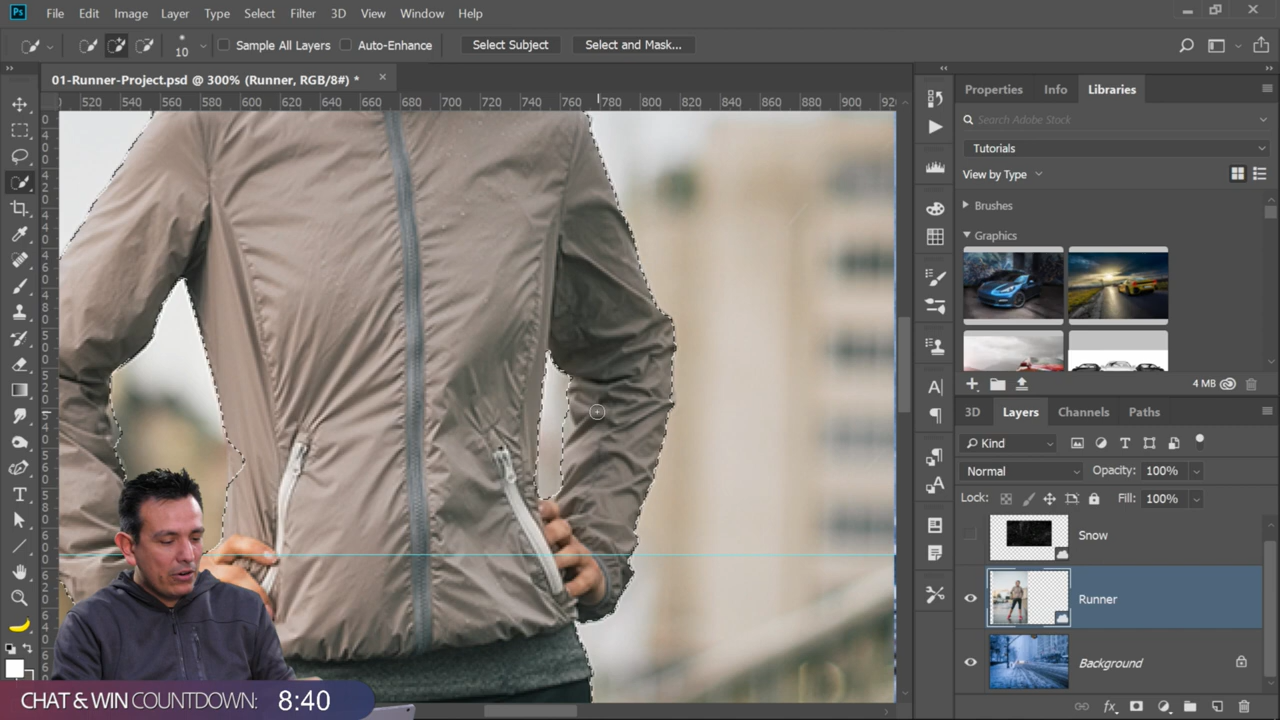 Ps File Edit Image Layer Type Select Filter 3D View Window Help
10 Sample All Layers Auto-Enhance Select Subject Select and Mask...
01-Runner-Project.psd @ 300% (Runner, RGB/8#) *
520 540 560 580 600 620 640 660 680 700 720 740 760 780 800 820 840 860 880 900 920
Properties Info Libraries
Search Adobe Stock
Tutorials
View by Type
Brushes
Graphics
4 MB
3D Layers Channels Paths
Kind
Normal Opacity: 100%
Lock: Fill: 100%
Snow
Runner
Background
CHAT & WIN COUNTDOWN: 8:40